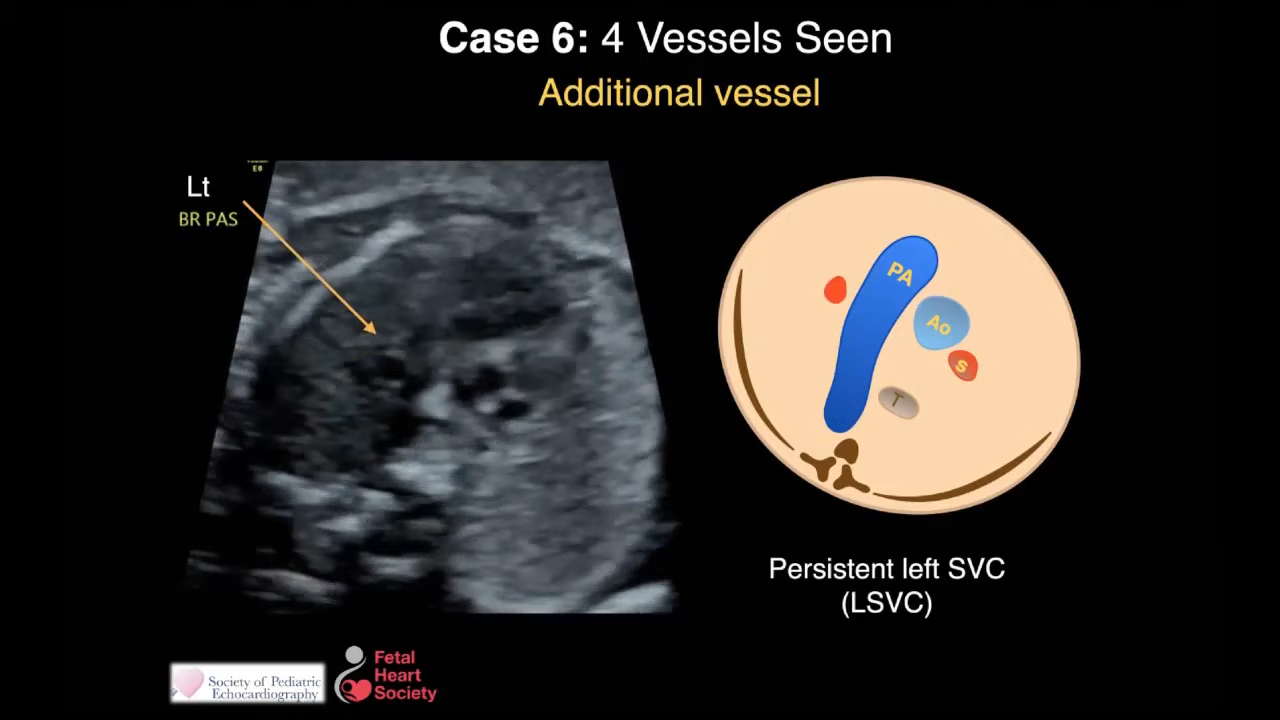 Case 6: 4 Vessels Seen
Additional vessel
E8
Lt
BR PAS
PA
Ao
S
T
Persistent left SVC
(LSVC)
Society of Pediatric
Echocardiography
Fetal
Heart
Society